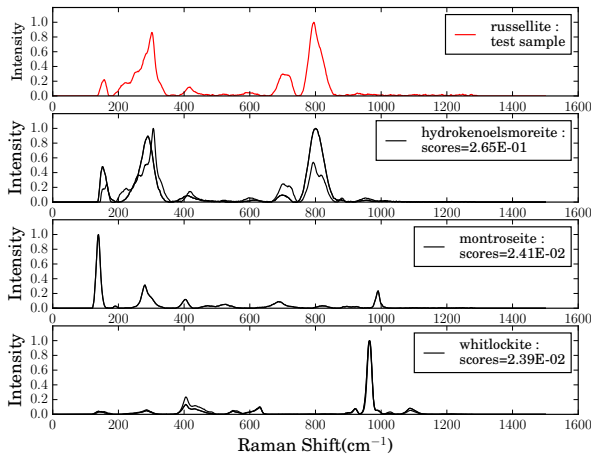 Intensity
1.0
0.8
0.6
0.4
0.2
0.0
russellite :
test sample
0 200 400 600 800 1000 1200 1400 1600
Intensity
1.0
0.8
0.6
0.4
0.2
0.0
hydrokenoelsmoreite :
scores=2.65E-01
0 200 400 600 800 1000 1200 1400 1600
Intensity
1.0
0.8
0.6
0.4
0.2
0.0
montroseite :
scores=2.41E-02
0 200 400 600 800 1000 1200 1400 1600
Intensity
1.0
0.8
0.6
0.4
0.2
0.0
whitlockite :
scores=2.39E-02
0 200 400 600 800 1000 1200 1400 1600
Raman Shift(cm⁻¹)